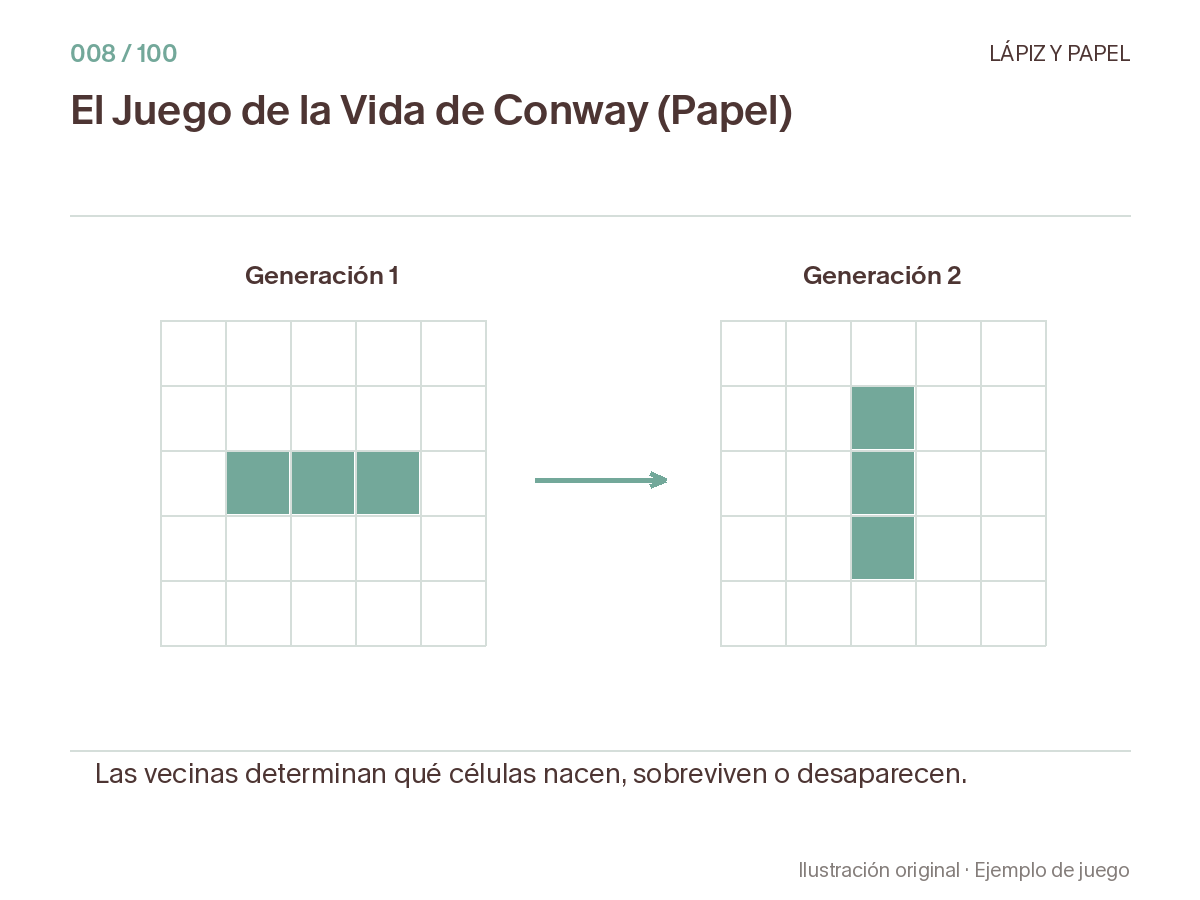 008 / 100
LÁPIZ Y PAPEL
El Juego de la Vida de Conway (Papel)
Generación 1
Generación 2
Las vecinas determinan qué células nacen, sobreviven o desaparecen.
Ilustración original · Ejemplo de juego